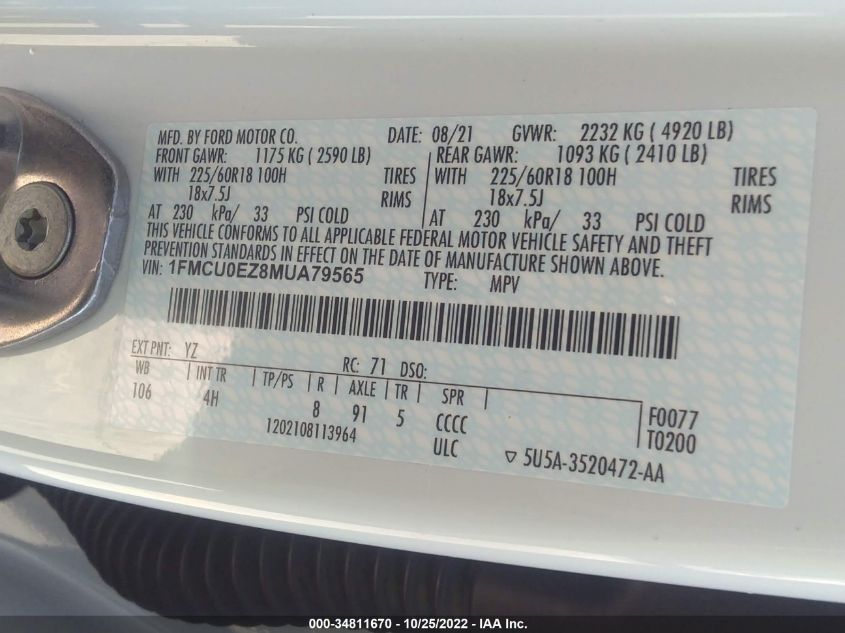 MFD. BY FORD MOTOR CO. DATE: 08/21 GVWR: 2232 KG ( 4920 LB)
FRONT GAWR: 1175 KG ( 2590 LB) REAR GAWR: 1093 KG ( 2410 LB)
WITH 225/60R18 100H TIRES WITH 225/60R18 100H TIRES
18x7.5J RIMS 18x7.5J RIMS
AT 230 kPa/ 33 PSI COLD AT 230 kPa/ 33 PSI COLD
THIS VEHICLE CONFORMS TO ALL APPLICABLE FEDERAL MOTOR VEHICLE SAFETY AND THEFT
PREVENTION STANDARDS IN EFFECT ON THE DATE OF MANUFACTURE SHOWN ABOVE.
VIN: 1FMCU0EZ8MUA79565 TYPE: MPV
EXT PNT: YZ RC: 71 DSO:
WB INT TR TP/PS R AXLE TR SPR
106 4H 8 91 5 CCCC F0077
1202108113964 ULC T0200
▽ 5U5A-3520472-AA
000-34811670 - 10/25/2022 - IAA Inc.